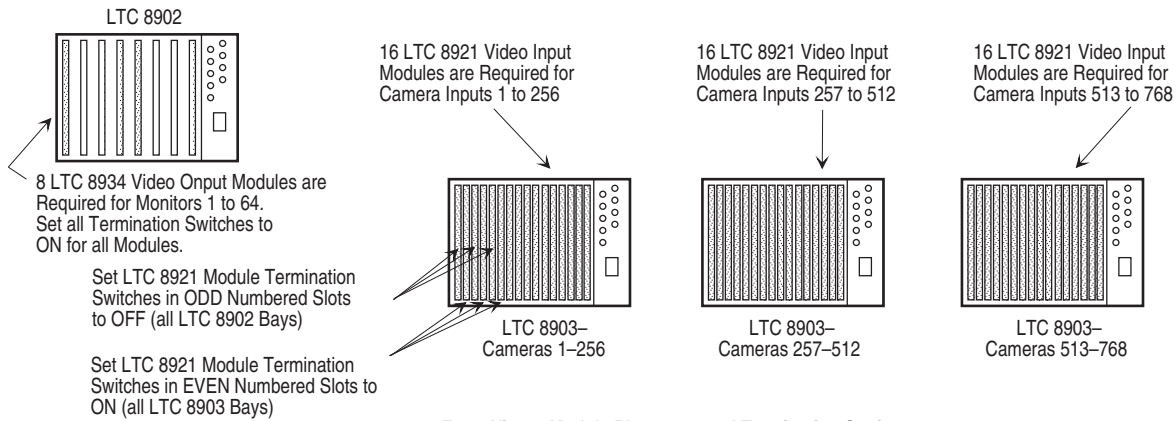 LTC 8902
8 LTC 8934 Video Onput Modules are
Required for Monitors 1 to 64.
Set all Termination Switches to
ON for all Modules.
Set LTC 8921 Module Termination
Switches in ODD Numbered Slots
to OFF (all LTC 8902 Bays)
Set LTC 8921 Module Termination
Switches in EVEN Numbered Slots to
ON (all LTC 8903 Bays)
16 LTC 8921 Video Input
Modules are Required for
Camera Inputs 1 to 256
LTC 8903–
Cameras 1–256
16 LTC 8921 Video Input
Modules are Required for
Camera Inputs 257 to 512
LTC 8903–
Cameras 257–512
16 LTC 8921 Video Input
Modules are Required for
Camera Inputs 513 to 768
LTC 8903–
Cameras 513–768